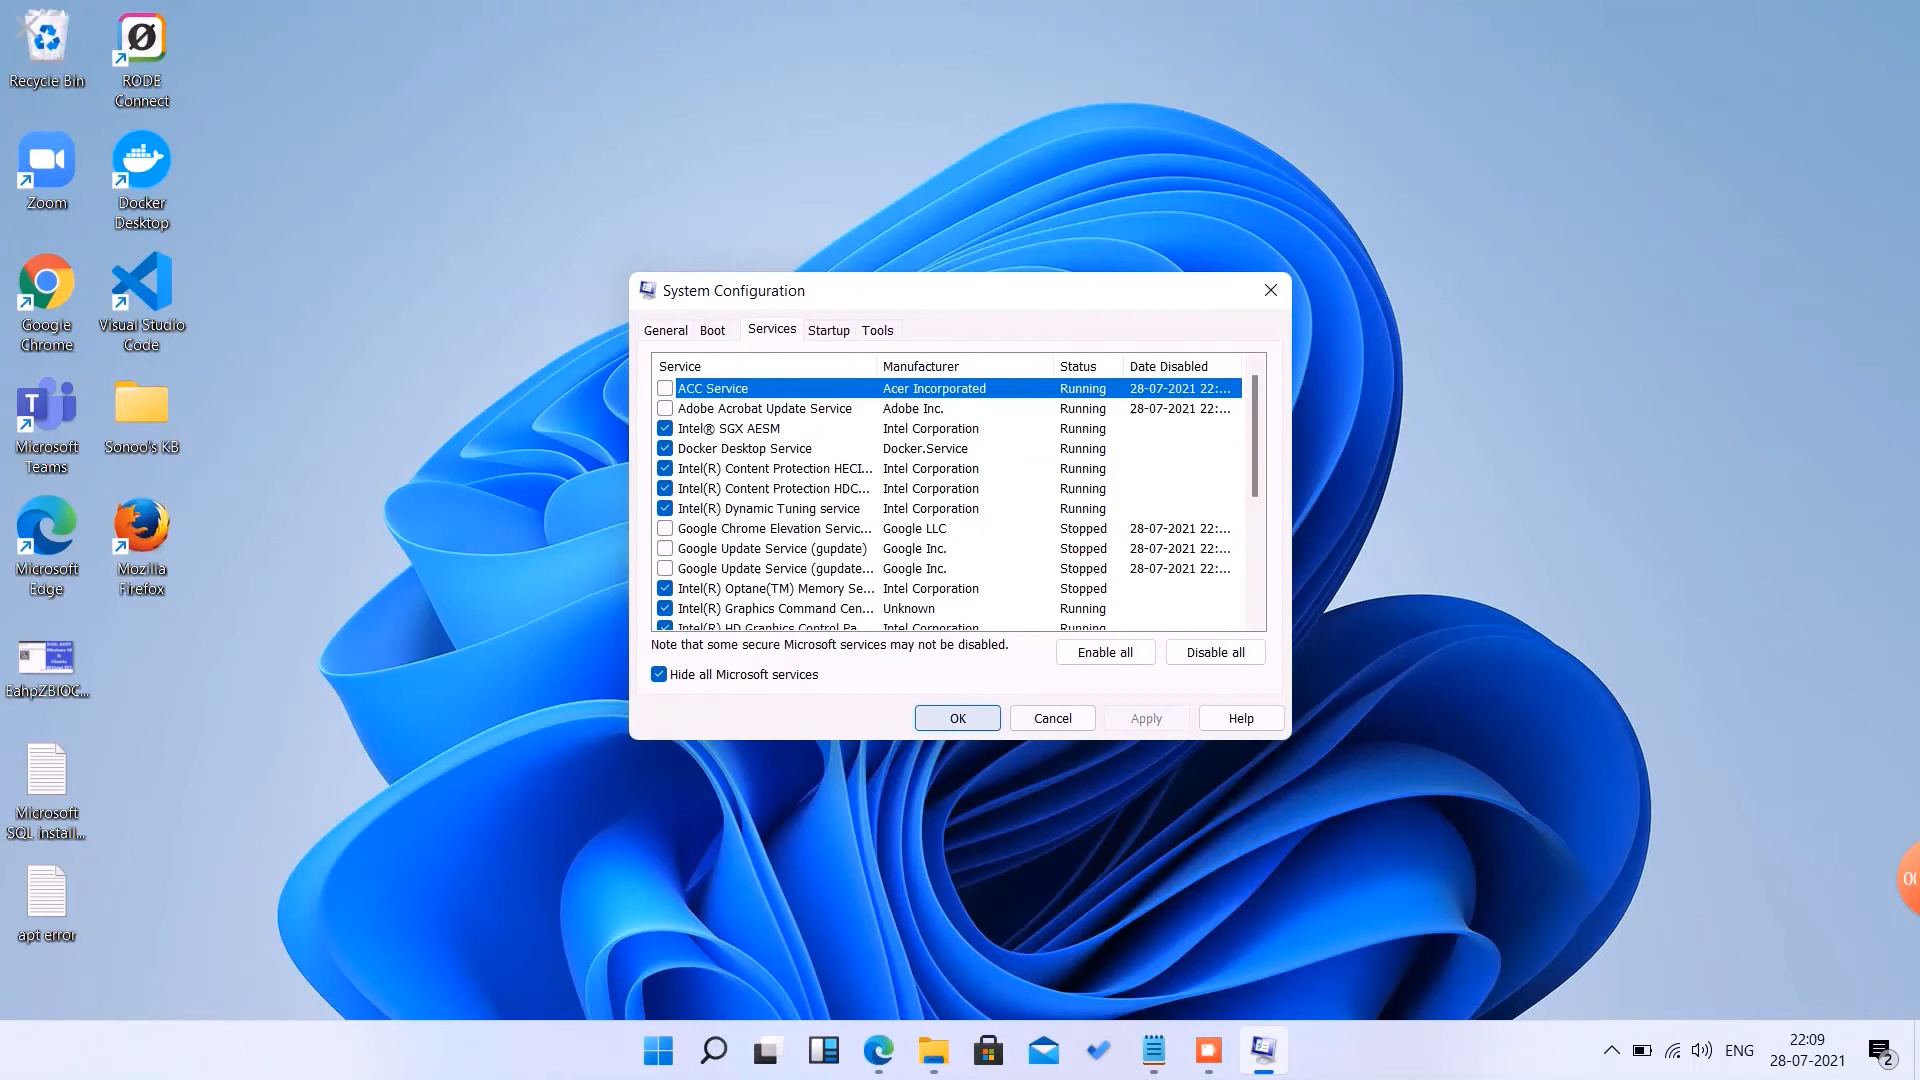 Recycle Bin
RODE
Connect
Zoom
Docker
Desktop
Google
Chrome
Visual Studio
Code
Microsoft
Teams
Sonoo's KB
Microsoft
Edge
Mozilla
Firefox
EahpZBIOC...
Microsoft
SQL install...
apt error
System Configuration
General Boot Services Startup Tools
Service Manufacturer Status Date Disabled
ACC Service Acer Incorporated Running 28-07-2021 22:...
Adobe Acrobat Update Service Adobe Inc. Running 28-07-2021 22:...
Intel® SGX AESM Intel Corporation Running
Docker Desktop Service Docker.Service Running
Intel(R) Content Protection HECI... Intel Corporation Running
Intel(R) Content Protection HDC... Intel Corporation Running
Intel(R) Dynamic Tuning service Intel Corporation Running
Google Chrome Elevation Servic... Google LLC Stopped 28-07-2021 22:...
Google Update Service (gupdate) Google Inc. Stopped 28-07-2021 22:...
Google Update Service (gupdate... Google Inc. Stopped 28-07-2021 22:...
Intel(R) Optane(TM) Memory Se... Intel Corporation Stopped
Intel(R) Graphics Command Cen... Unknown Running
Intel(R) HD Graphics Control Pa Intel Corporation Running
Note that some secure Microsoft services may not be disabled.
Enable all Disable all
Hide all Microsoft services
OK Cancel Apply Help
ENG
22:09
28-07-2021
2